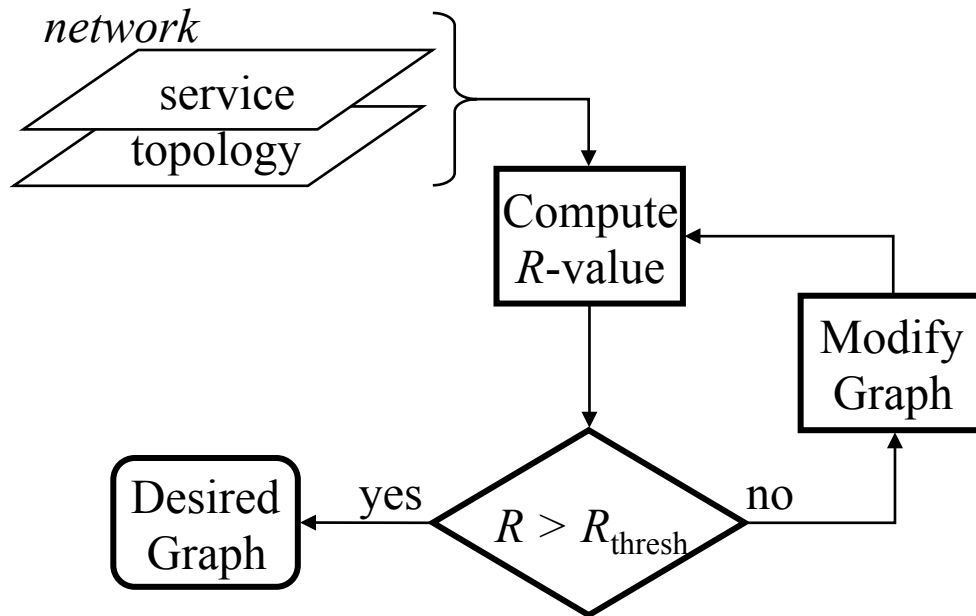 network
service
topology
Compute
R-value
Modify
Graph
yes
no
Desired
Graph
R > Rthresh